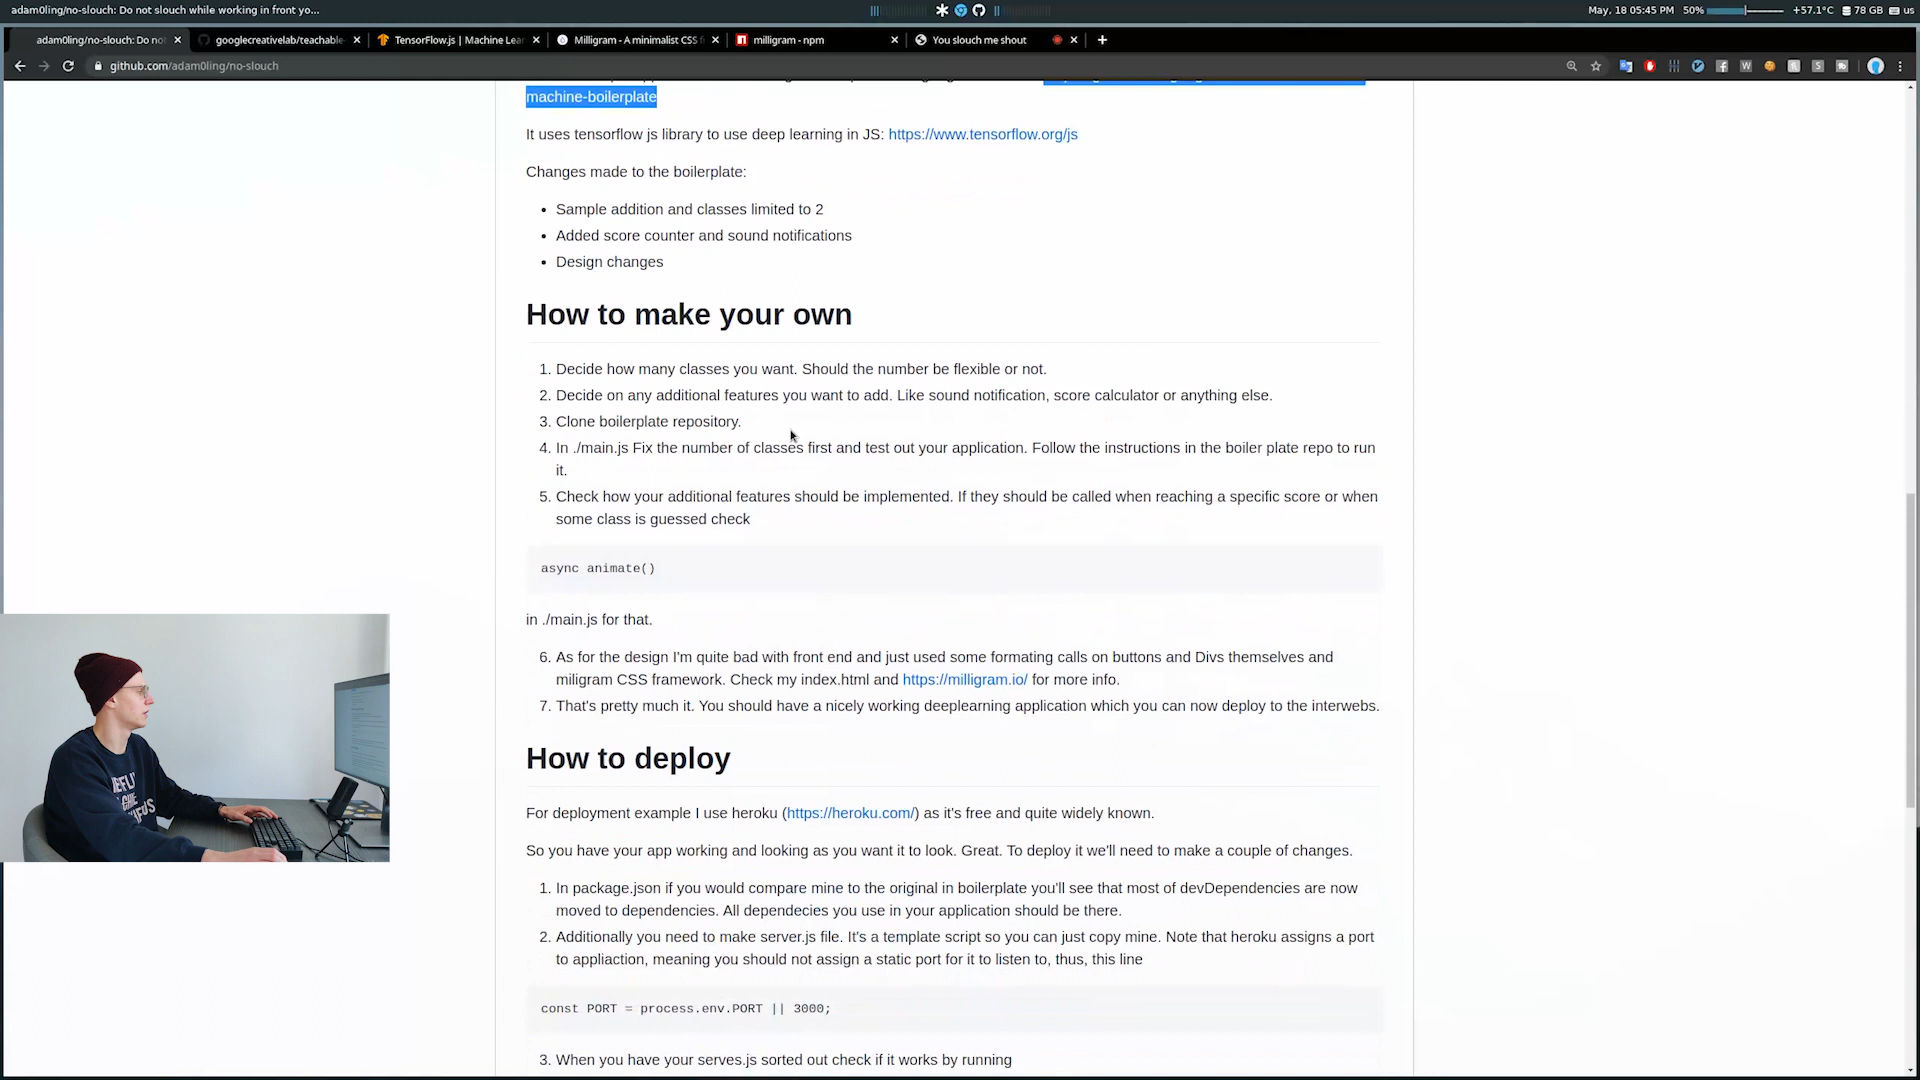 adam0ling/no-slouch: Do not slouch while working in front yo...
May, 18 05:45 PM 50% +57.1°C 78 GB us
adam0ling/no-slouch: Do not
googlecreativelab/teachable-
TensorFlow.js | Machine Lear
Milligram - A minimalist CSS f
milligram - npm
You slouch me shout
github.com/adam0ling/no-slouch
machine-boilerplate
It uses tensorflow js library to use deep learning in JS: https://www.tensorflow.org/js
Changes made to the boilerplate:
• Sample addition and classes limited to 2
• Added score counter and sound notifications
• Design changes
How to make your own
1. Decide how many classes you want. Should the number be flexible or not.
2. Decide on any additional features you want to add. Like sound notification, score calculator or anything else.
3. Clone boilerplate repository.
4. In ./main.js Fix the number of classes first and test out your application. Follow the instructions in the boiler plate repo to run
it.
5. Check how your additional features should be implemented. If they should be called when reaching a specific score or when
some class is guessed check
async animate()
in ./main.js for that.
6. As for the design I'm quite bad with front end and just used some formating calls on buttons and Divs themselves and
miligram CSS framework. Check my index.html and https://milligram.io/ for more info.
7. That's pretty much it. You should have a nicely working deeplearning application which you can now deploy to the interwebs.
How to deploy
For deployment example I use heroku (https://heroku.com/) as it's free and quite widely known.
So you have your app working and looking as you want it to look. Great. To deploy it we'll need to make a couple of changes.
1. In package.json if you would compare mine to the original in boilerplate you'll see that most of devDependencies are now
moved to dependencies. All dependecies you use in your application should be there.
2. Additionally you need to make server.js file. It's a template script so you can just copy mine. Note that heroku assigns a port
to appliaction, meaning you should not assign a static port for it to listen to, thus, this line
const PORT = process.env.PORT || 3000;
3. When you have your serves.js sorted out check if it works by running